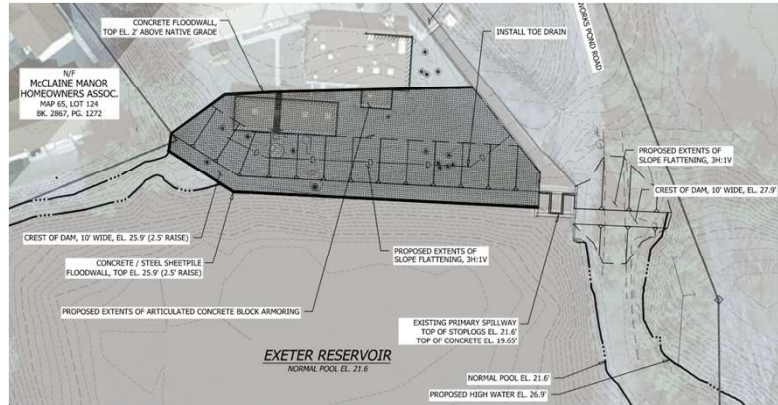 CONCRETE FLOODWALL,
TOP EL. 2' ABOVE NATIVE GRADE
INSTALL TOE DRAIN
WORKS POND ROAD
N/F
McCLAINE MANOR
HOMEOWNERS ASSOC.
MAP 65, LOT 124
BK. 2867, PG. 1272
PROPOSED EXTENTS OF
SLOPE FLATTENING, 3H:1V
CREST OF DAM, 10' WIDE, EL. 27.9'
CREST OF DAM, 10' WIDE, EL. 25.9' (2.5' RAISE)
CONCRETE / STEEL SHEETPILE
FLOODWALL, TOP EL. 25.9' (2.5' RAISE)
PROPOSED EXTENTS OF
SLOPE FLATTENING, 3H:1V
PROPOSED EXTENTS OF ARTICULATED CONCRETE BLOCK ARMORING
EXISTING PRIMARY SPILLWAY
TOP OF STOPLOGS EL. 21.6'
TOP OF CONCRETE EL. 19.65'
EXETER RESERVOIR
NORMAL POOL EL. 21.6
NORMAL POOL EL. 21.6'
PROPOSED HIGH WATER EL. 26.9'